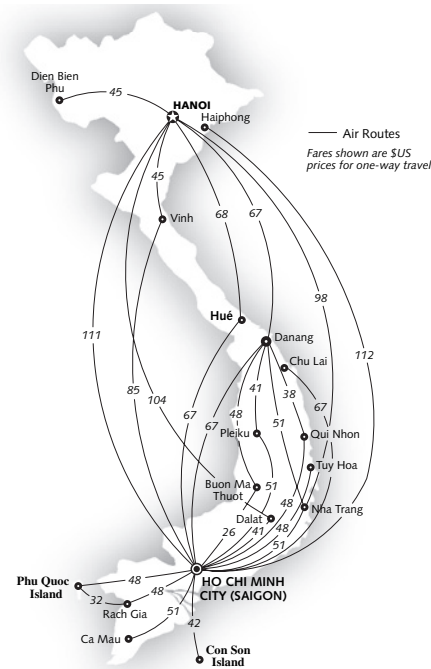 Dien Bien
Phu
45
HANOI
Haiphong
Air Routes
Fares shown are $US
prices for one-way travel
45
Vinh
68
67
98
Hué
111
Danang
Chu Lai
112
85
104
41
38
67
48
67
67
51
Pleiku
Qui Nhon
Tuy Hoa
Buon Ma
Thuot
51
48
Nha Trang
Dalat
26
41
48
51
HO CHI MINH
CITY (SAIGON)
Phu Quoc
Island
48
48
32
Rach Gia
51
42
Ca Mau
Con Son
Island